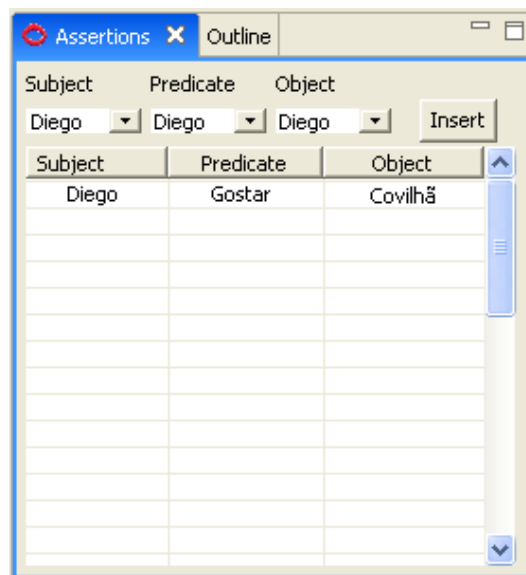 Assertions Outline
Subject Predicate Object
Diego Diego Diego Insert
Subject Predicate Object
Diego Gostar Covilhã